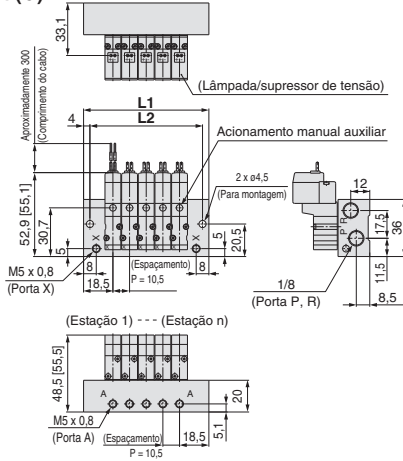 33,1
(Lâmpada/supressor de tensão)
Aproximadamente 300
(Comprimento do cabo)
L1
L2
4
Acionamento manual auxiliar
2 x ø4,5
(Para montagem)
12
52,9 [55,1]
30,7
5
X
X
5
20,5
P R
17,5
36
11,5
M5 x 0,8
(Porta X)
8
18,5
(Espaçamento)
P = 10,5
8
1/8
(Porta P, R)
8,5
(Estação 1) --- (Estação n)
48,5 [55,5]
A
A
20
5,1
M5 x 0,8
(Porta A)
(Espaçamento)
P = 10,5
18,5